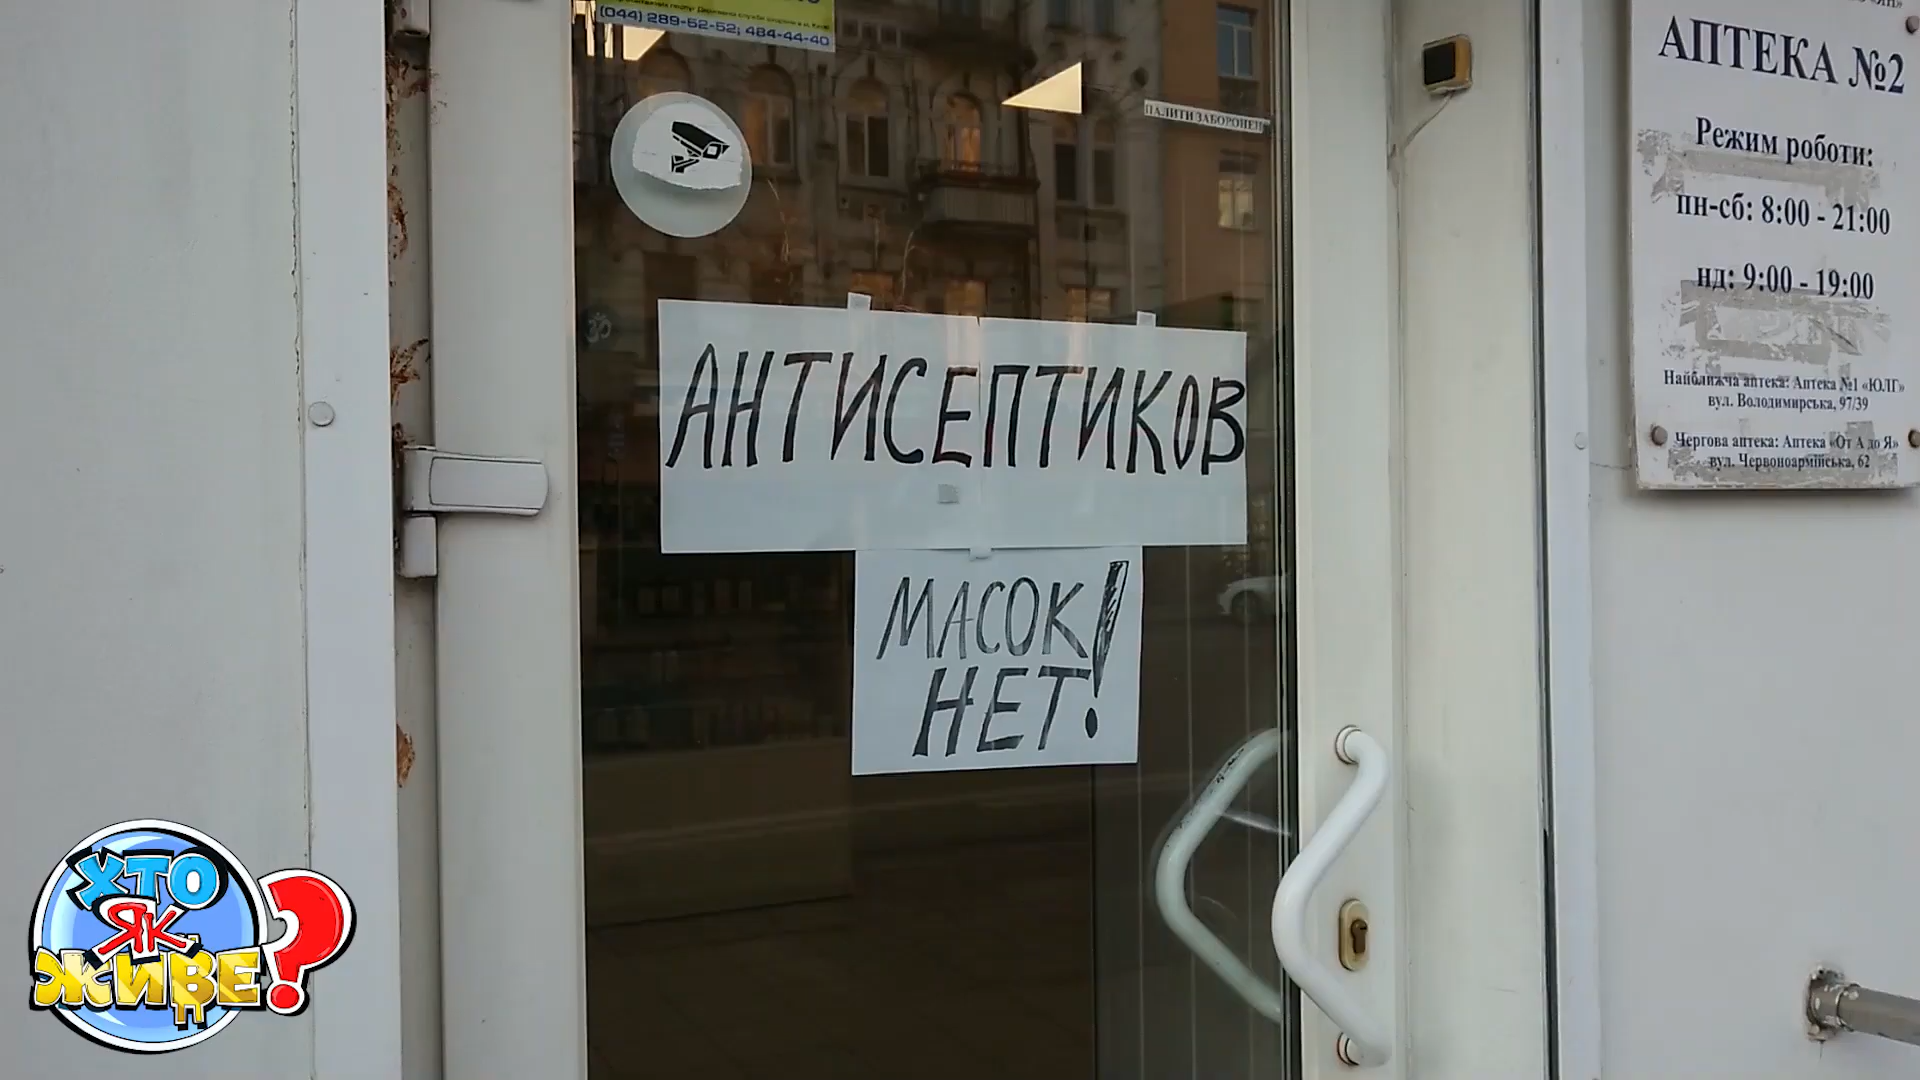 (044) 289-52-52; 484-44-40
ПАЛИТИ ЗАБОРОНЕН
АНТИСЕПТИКОВ
МАСОК
НЕТ!
АПТЕКА №2
Режим роботи:
пн-сб: 8:00 - 21:00
нд: 9:00 - 19:00
Найближча аптека: Аптека №1 «ЮЛГ»
вул. Володимирська, 97/39
Чергова аптека: Аптека «От А до Я»
вул. Червоноармійська, 62
ХТО
ЯК
ЖИВЕ?